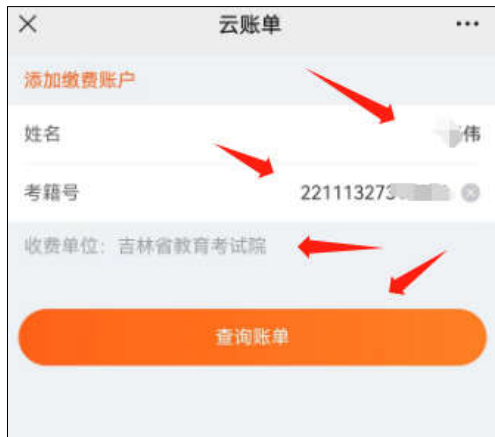 云账单
添加缴费账户
姓名 伟
考籍号 221113273
收费单位：吉林省教育考试院
查询账单